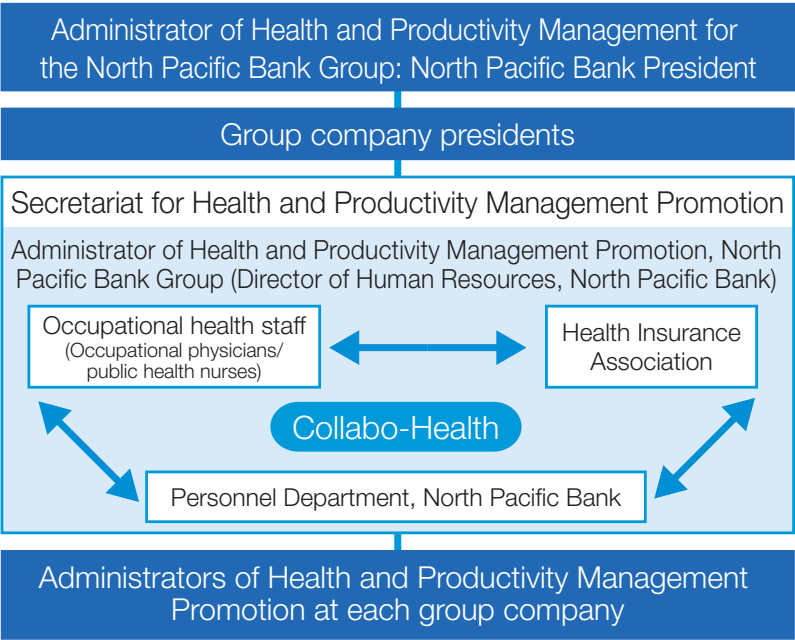 Administrator of Health and Productivity Management for
the North Pacific Bank Group: North Pacific Bank President
Group company presidents
Secretariat for Health and Productivity Management Promotion
Administrator of Health and Productivity Management Promotion, North
Pacific Bank Group (Director of Human Resources, North Pacific Bank)
Occupational health staff
(Occupational physicians/
public health nurses)
Health Insurance
Association
Collabo-Health
Personnel Department, North Pacific Bank
Administrators of Health and Productivity Management
Promotion at each group company